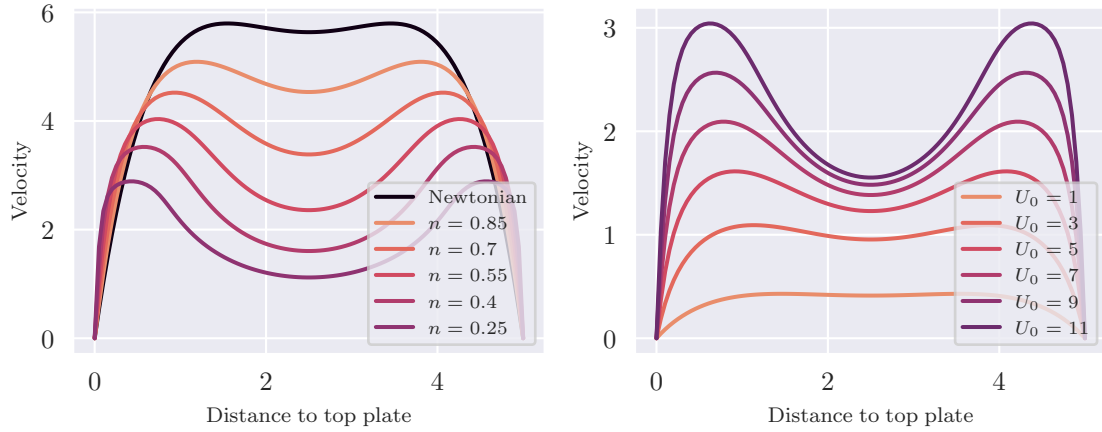 6
4
2
0
Velocity
Newtonian
n = 0.85
n = 0.7
n = 0.55
n = 0.4
n = 0.25
0
2
4
Distance to top plate
3
2
1
0
Velocity
U₀ = 1
U₀ = 3
U₀ = 5
U₀ = 7
U₀ = 9
U₀ = 11
0
2
4
Distance to top plate